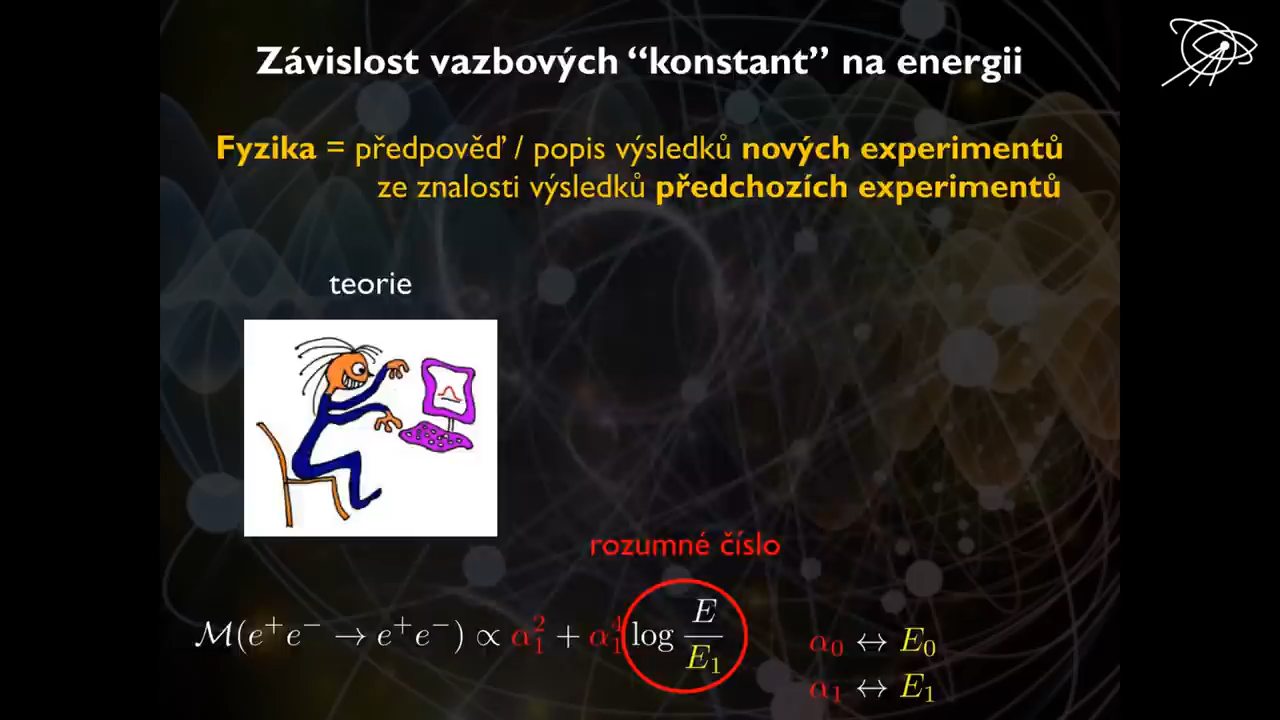 Závislost vazbových “konstant” na energii
Fyzika = předpověď / popis výsledků nových experimentů
ze znalosti výsledků předchozích experimentů
teorie
rozumné číslo
ℳ(e⁺e⁻ → e⁺e⁻) ∝ α₁² + α₁⁴ log E/E₁
α₀ ↔ E₀
α₁ ↔ E₁